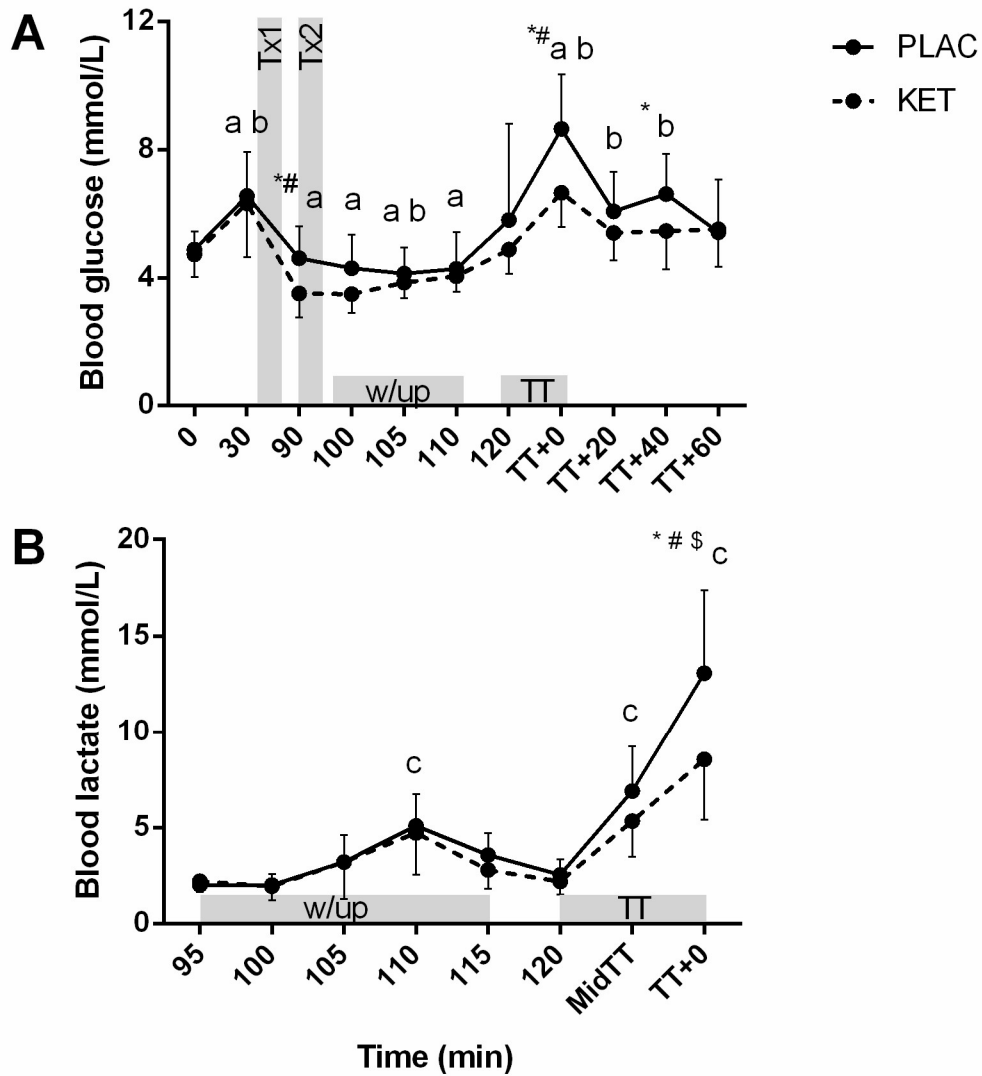 A
Blood glucose (mmol/L)
12
8
4
0
Tx1
Tx2
a b
*#
a
a
a b
a
*#
a b
b
*
b
w/up
TT
0
30
90
100
105
110
120
TT+0
TT+20
TT+40
TT+60
PLAC
KET
B
Blood lactate (mmol/L)
20
15
10
5
0
c
c
* # $
c
w/up
TT
95
100
105
110
115
120
MidTT
TT+0
Time (min)